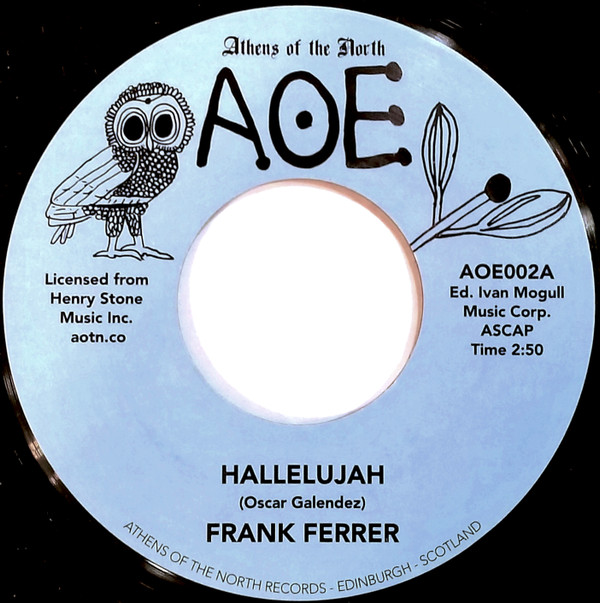 Athens of the North
AOE
Licensed from
Henry Stone
Music Inc.
aotn.co
AOE002A
Ed. Ivan Mogull
Music Corp.
ASCAP
Time 2:50
HALLELUJAH
(Oscar Galendez)
FRANK FERRER
ATHENS OF THE NORTH RECORDS - EDINBURGH - SCOTLAND